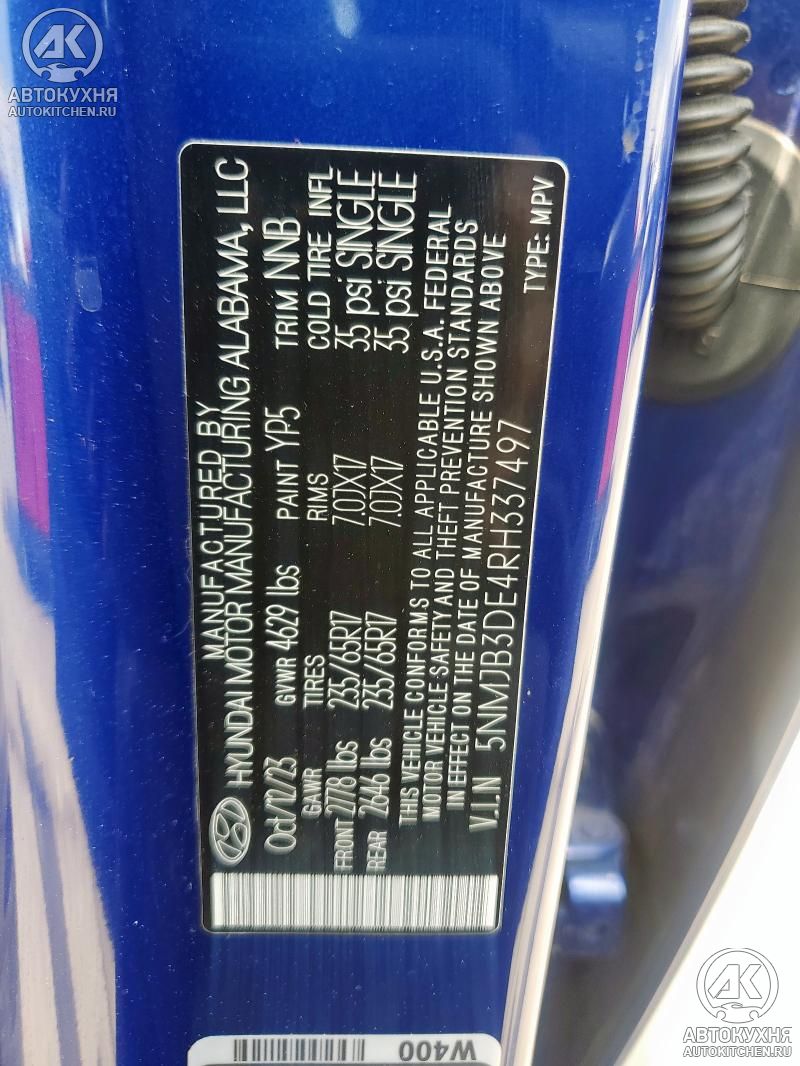 АК
АВТОКУХНЯ
AUTOKITCHEN.RU
MANUFACTURED BY
HYUNDAI MOTOR MANUFACTURING ALABAMA, LLC
Oct/12/23 GVWR 4629 lbs PAINT YP5 TRIM NNB
GAWR TIRES RIMS COLD TIRE INFL
FRONT 2778 lbs 235/65R17 7.0JX17 35 psi SINGLE
REAR 2646 lbs 235/65R17 7.0JX17 35 psi SINGLE
THIS VEHICLE CONFORMS TO ALL APPLICABLE U.S.A. FEDERAL
MOTOR VEHICLE SAFETY AND THEFT PREVENTION STANDARDS
IN EFFECT ON THE DATE OF MANUFACTURE SHOWN ABOVE
V.I.N 5NMJB3DE4RH337497 TYPE: MPV
W400
АК
АВТОКУХНЯ
AUTOKITCHEN.RU